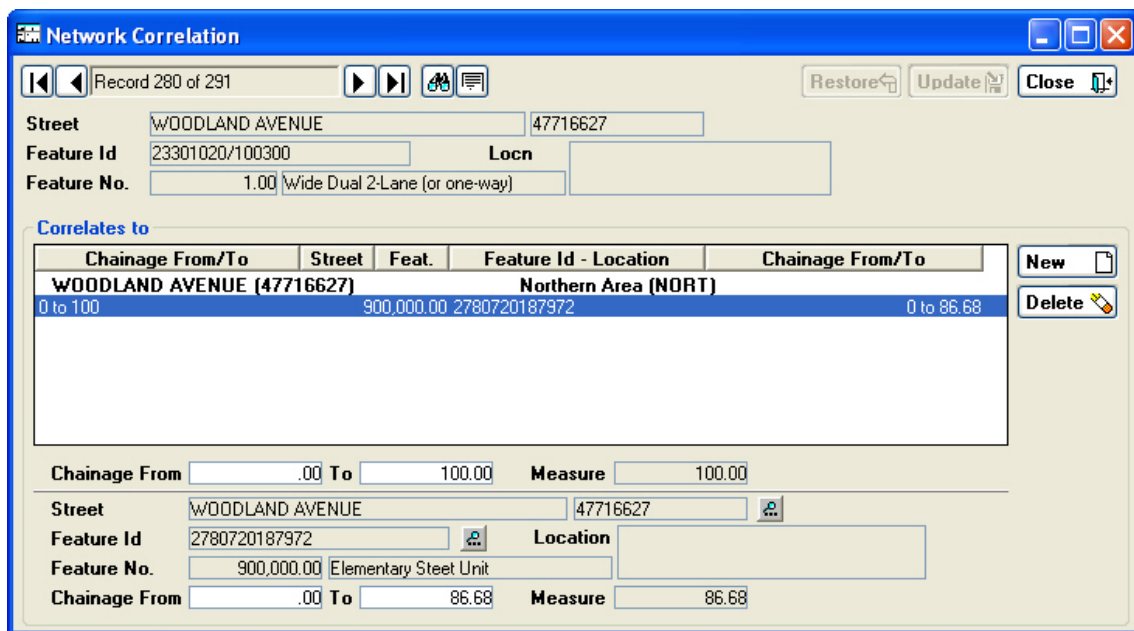 Network Correlation
Record 280 of 291 Restore Update Close
Street WOODLAND AVENUE 47716627
Feature Id 23301020/100300 Locn
Feature No. 1.00 Wide Dual 2-Lane (or one-way)
Correlates to
Chainage From/To Street Feat. Feature Id - Location Chainage From/To New
WOODLAND AVENUE (47716627) Northern Area (NORT)
0 to 100 900,000.00 2780720187972 0 to 86.68 Delete
Chainage From .00 To 100.00 Measure 100.00
Street WOODLAND AVENUE 47716627
Feature Id 2780720187972 Location
Feature No. 900,000.00 Elementary Steet Unit
Chainage From .00 To 86.68 Measure 86.68